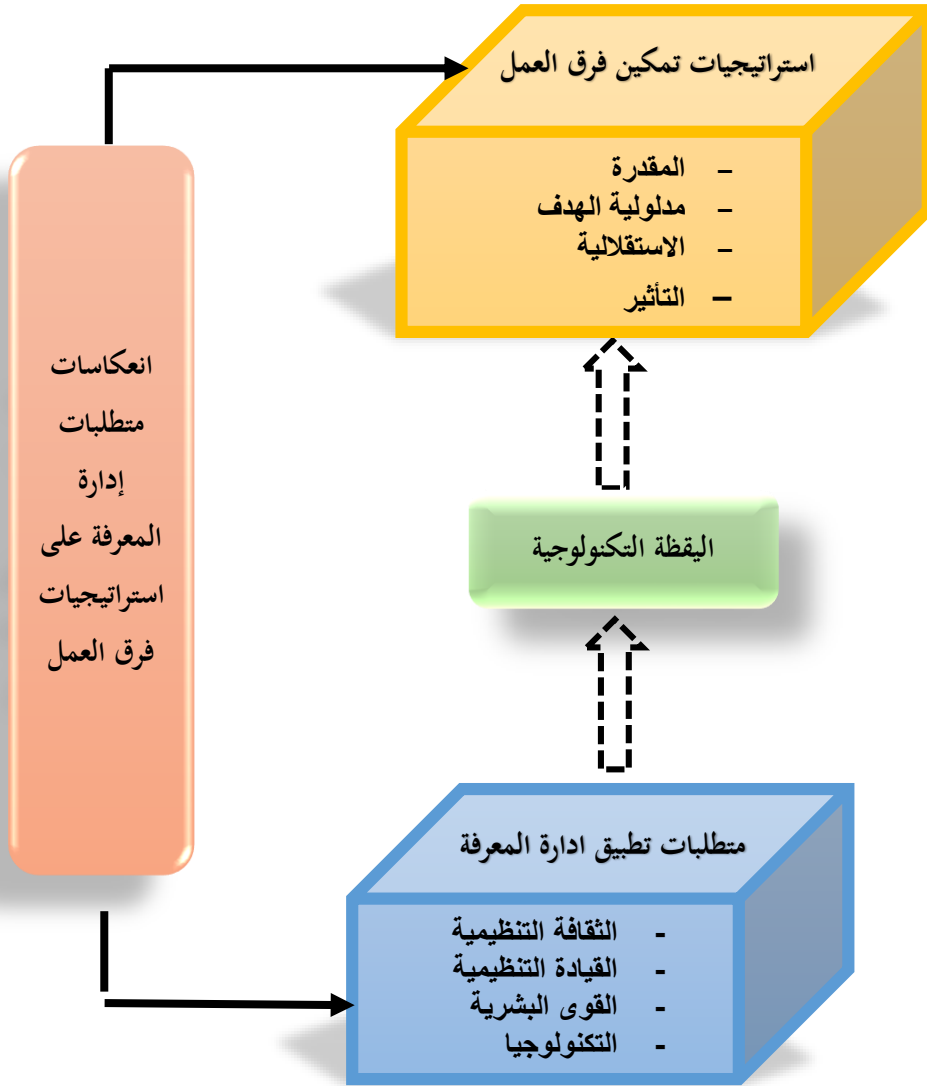 استراتيجيات تمكين فرق العمل
- المقدرة
- مدلولية الهدف
- الاستقلالية
- التأثير
انعكاسات
متطلبات
إدارة
المعرفة على
استراتيجيات
فرق العمل
اليقظة التكنولوجية
متطلبات تطبيق ادارة المعرفة
- الثقافة التنظيمية
- القيادة التنظيمية
- القوى البشرية
- التكنولوجيا